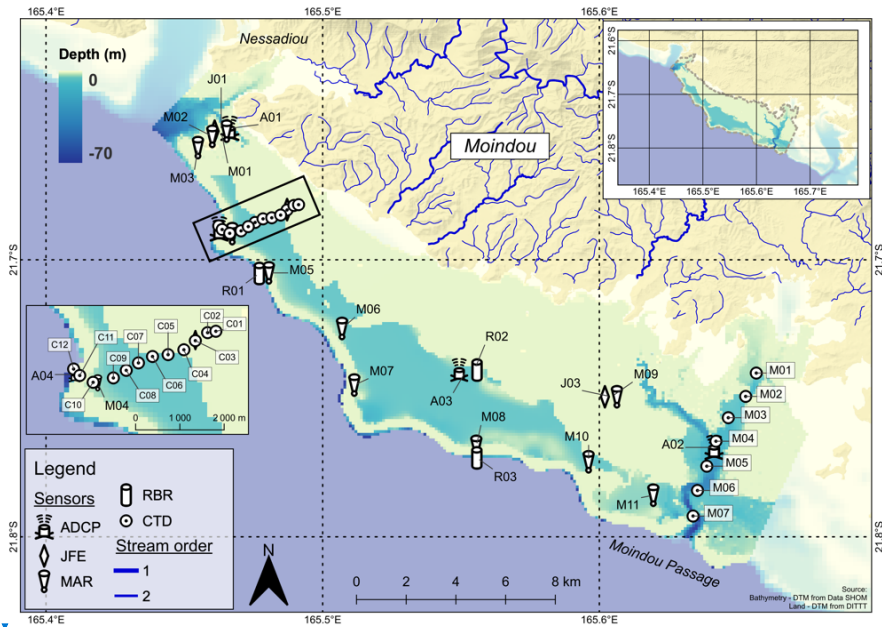 165.4°E
165.5°E
165.6°E
Nessadiou
Depth (m)
0
-70
J01
M02
A01
M03
M01
Moindou
21.6°S
21.7°S
21.8°S
165.4°E
165.5°E
165.6°E
165.7°E
21.7°S
21.7°S
R01
M05
M06
M07
R02
A03
M08
R03
J03
M09
M10
M11
M01
M02
M03
A02
M04
M05
M06
M07
C12
C11
C09
C07
C05
C02
C01
A04
C10
M04
C08
C06
C04
C03
0
1 000
2 000 m
Legend
Sensors
ADCP
JFE
MAR
RBR
CTD
Stream order
1
2
N
0 2 4 6 8 km
Moindou Passage
21.8°S
21.8°S
Source:
Bathymetry - DTM from Data SHOM
Land - DTM from DITTT
165.4°E
165.5°E
165.6°E